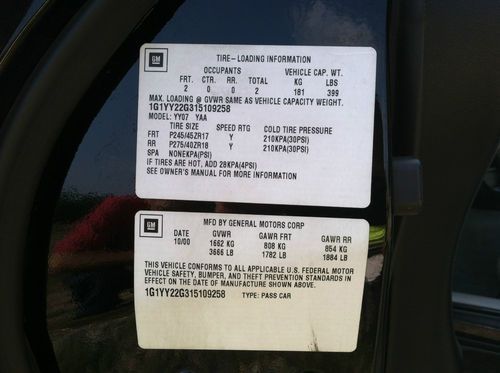 GM
TIRE-LOADING INFORMATION
OCCUPANTS VEHICLE CAP. WT.
FRT. CTR. RR. TOTAL KG LBS
2 0 0 2 181 399
MAX. LOADING @ GVWR SAME AS VEHICLE CAPACITY WEIGHT.
1G1YY22G315109258
MODEL: YY07 YAA
TIRE SIZE SPEED RTG COLD TIRE PRESSURE
FRT P245/45ZR17 Y 210KPA(30PSI)
RR P275/40ZR18 Y 210KPA(30PSI)
SPA NONEKPA(PSI)
IF TIRES ARE HOT, ADD 28KPA(4PSI)
SEE OWNER'S MANUAL FOR MORE INFORMATION
GM
MFD BY GENERAL MOTORS CORP
DATE GVWR GAWR FRT GAWR RR
10/00 1662 KG 808 KG 854 KG
3666 LB 1782 LB 1884 LB
THIS VEHICLE CONFORMS TO ALL APPLICABLE U.S. FEDERAL MOTOR
VEHICLE SAFETY, BUMPER, AND THEFT PREVENTION STANDARDS IN
EFFECT ON THE DATE OF MANUFACTURE SHOWN ABOVE.
1G1YY22G315109258 TYPE: PASS CAR